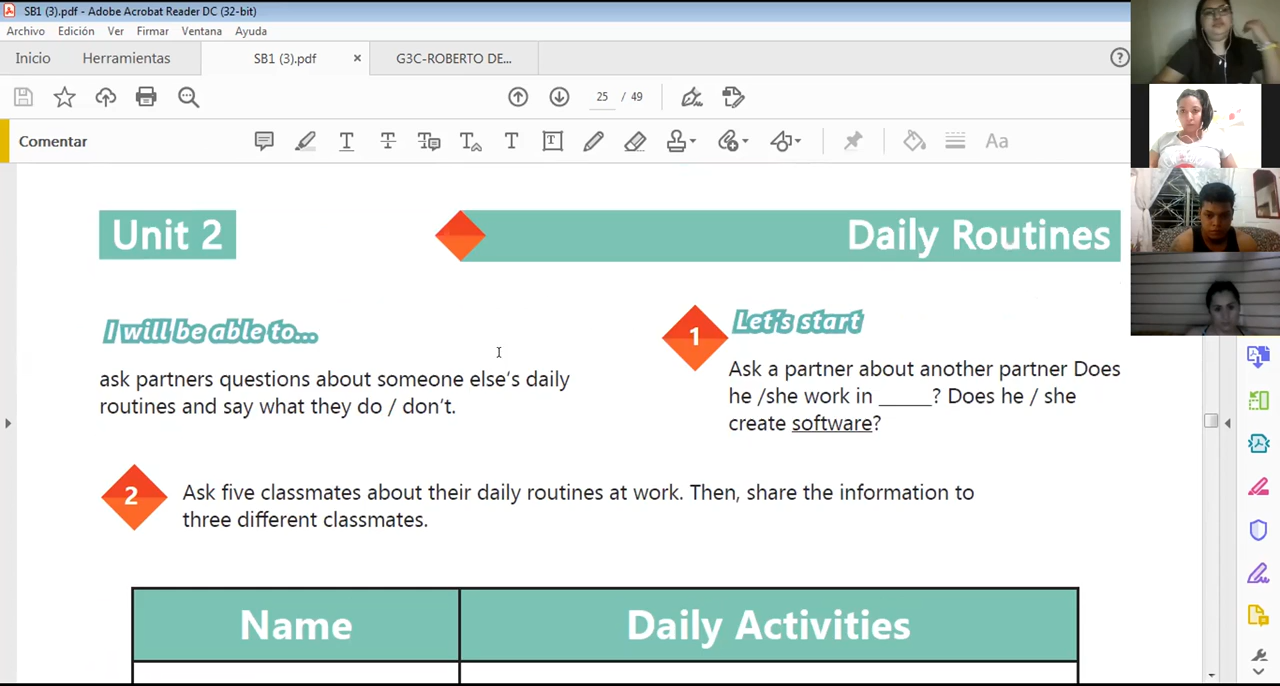 SB1 (3).pdf - Adobe Acrobat Reader DC (32-bit)
Archivo Edición Ver Firmar Ventana Ayuda
Inicio Herramientas SB1 (3).pdf × G3C-ROBERTO DE...
25 / 49
Comentar
Unit 2
Daily Routines
I will be able to...
ask partners questions about someone else's daily
routines and say what they do / don't.
1 Let's start
Ask a partner about another partner Does
he /she work in _____? Does he / she
create software?
2 Ask five classmates about their daily routines at work. Then, share the information to
three different classmates.
Name Daily Activities